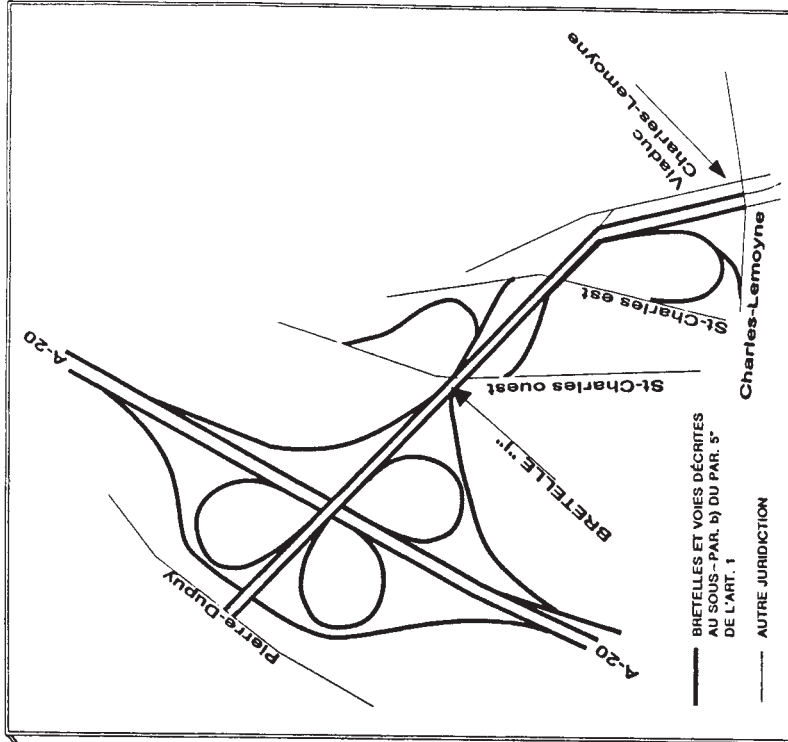 A-20
Pierre-Dupuy
Viaduc
Charles-Lemoyne
St-Charles est
St-Charles ouest
Charles-Lemoyne
BRETELLE "J"
A-20
BRETELLES ET VOIES DÉCRITES
AU SOUS-PAR. b) DU PAR. 5°
DE L'ART. 1
AUTRE JURIDICTION